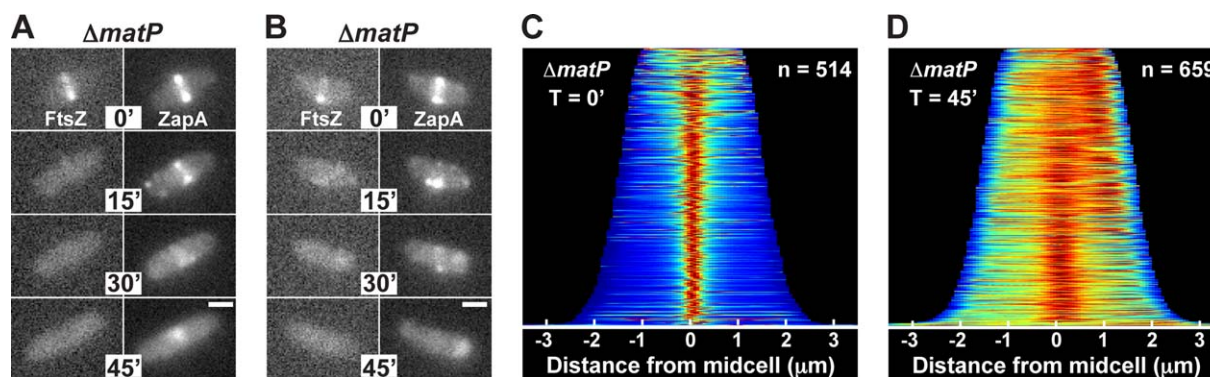 A
ΔmatP
FtsZ
0'
ZapA
15'
30'
45'
B
ΔmatP
FtsZ
0'
ZapA
15'
30'
45'
C
ΔmatP
n = 514
T = 0'
-3 -2 -1 0 1 2 3
Distance from midcell (μm)
D
ΔmatP
n = 659
T = 45'
-3 -2 -1 0 1 2 3
Distance from midcell (μm)